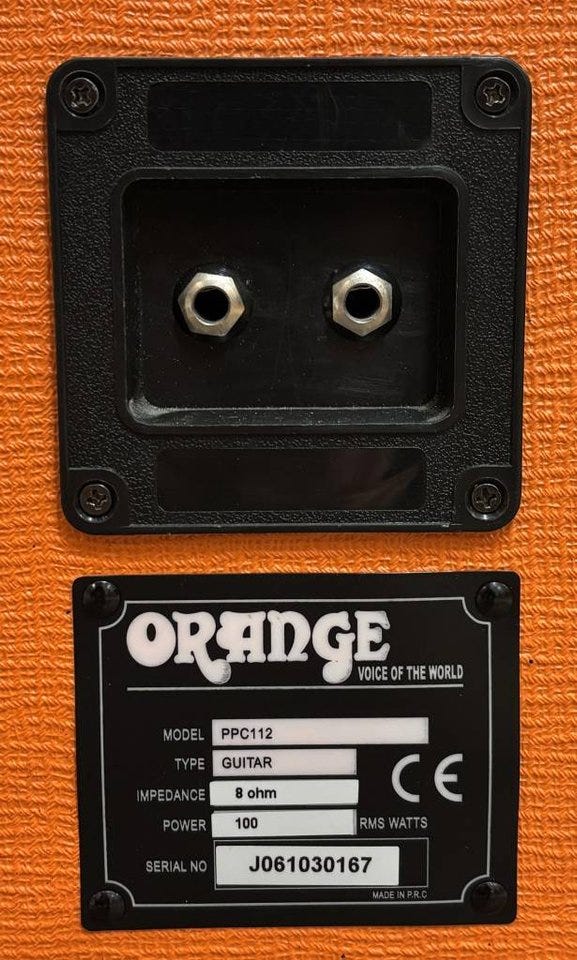 ORANGE
VOICE OF THE WORLD
MODEL PPC112
TYPE GUITAR
IMPEDANCE 8 ohm
POWER 100 RMS WATTS
CE
SERIAL NO J061030167
MADE IN P.R.C